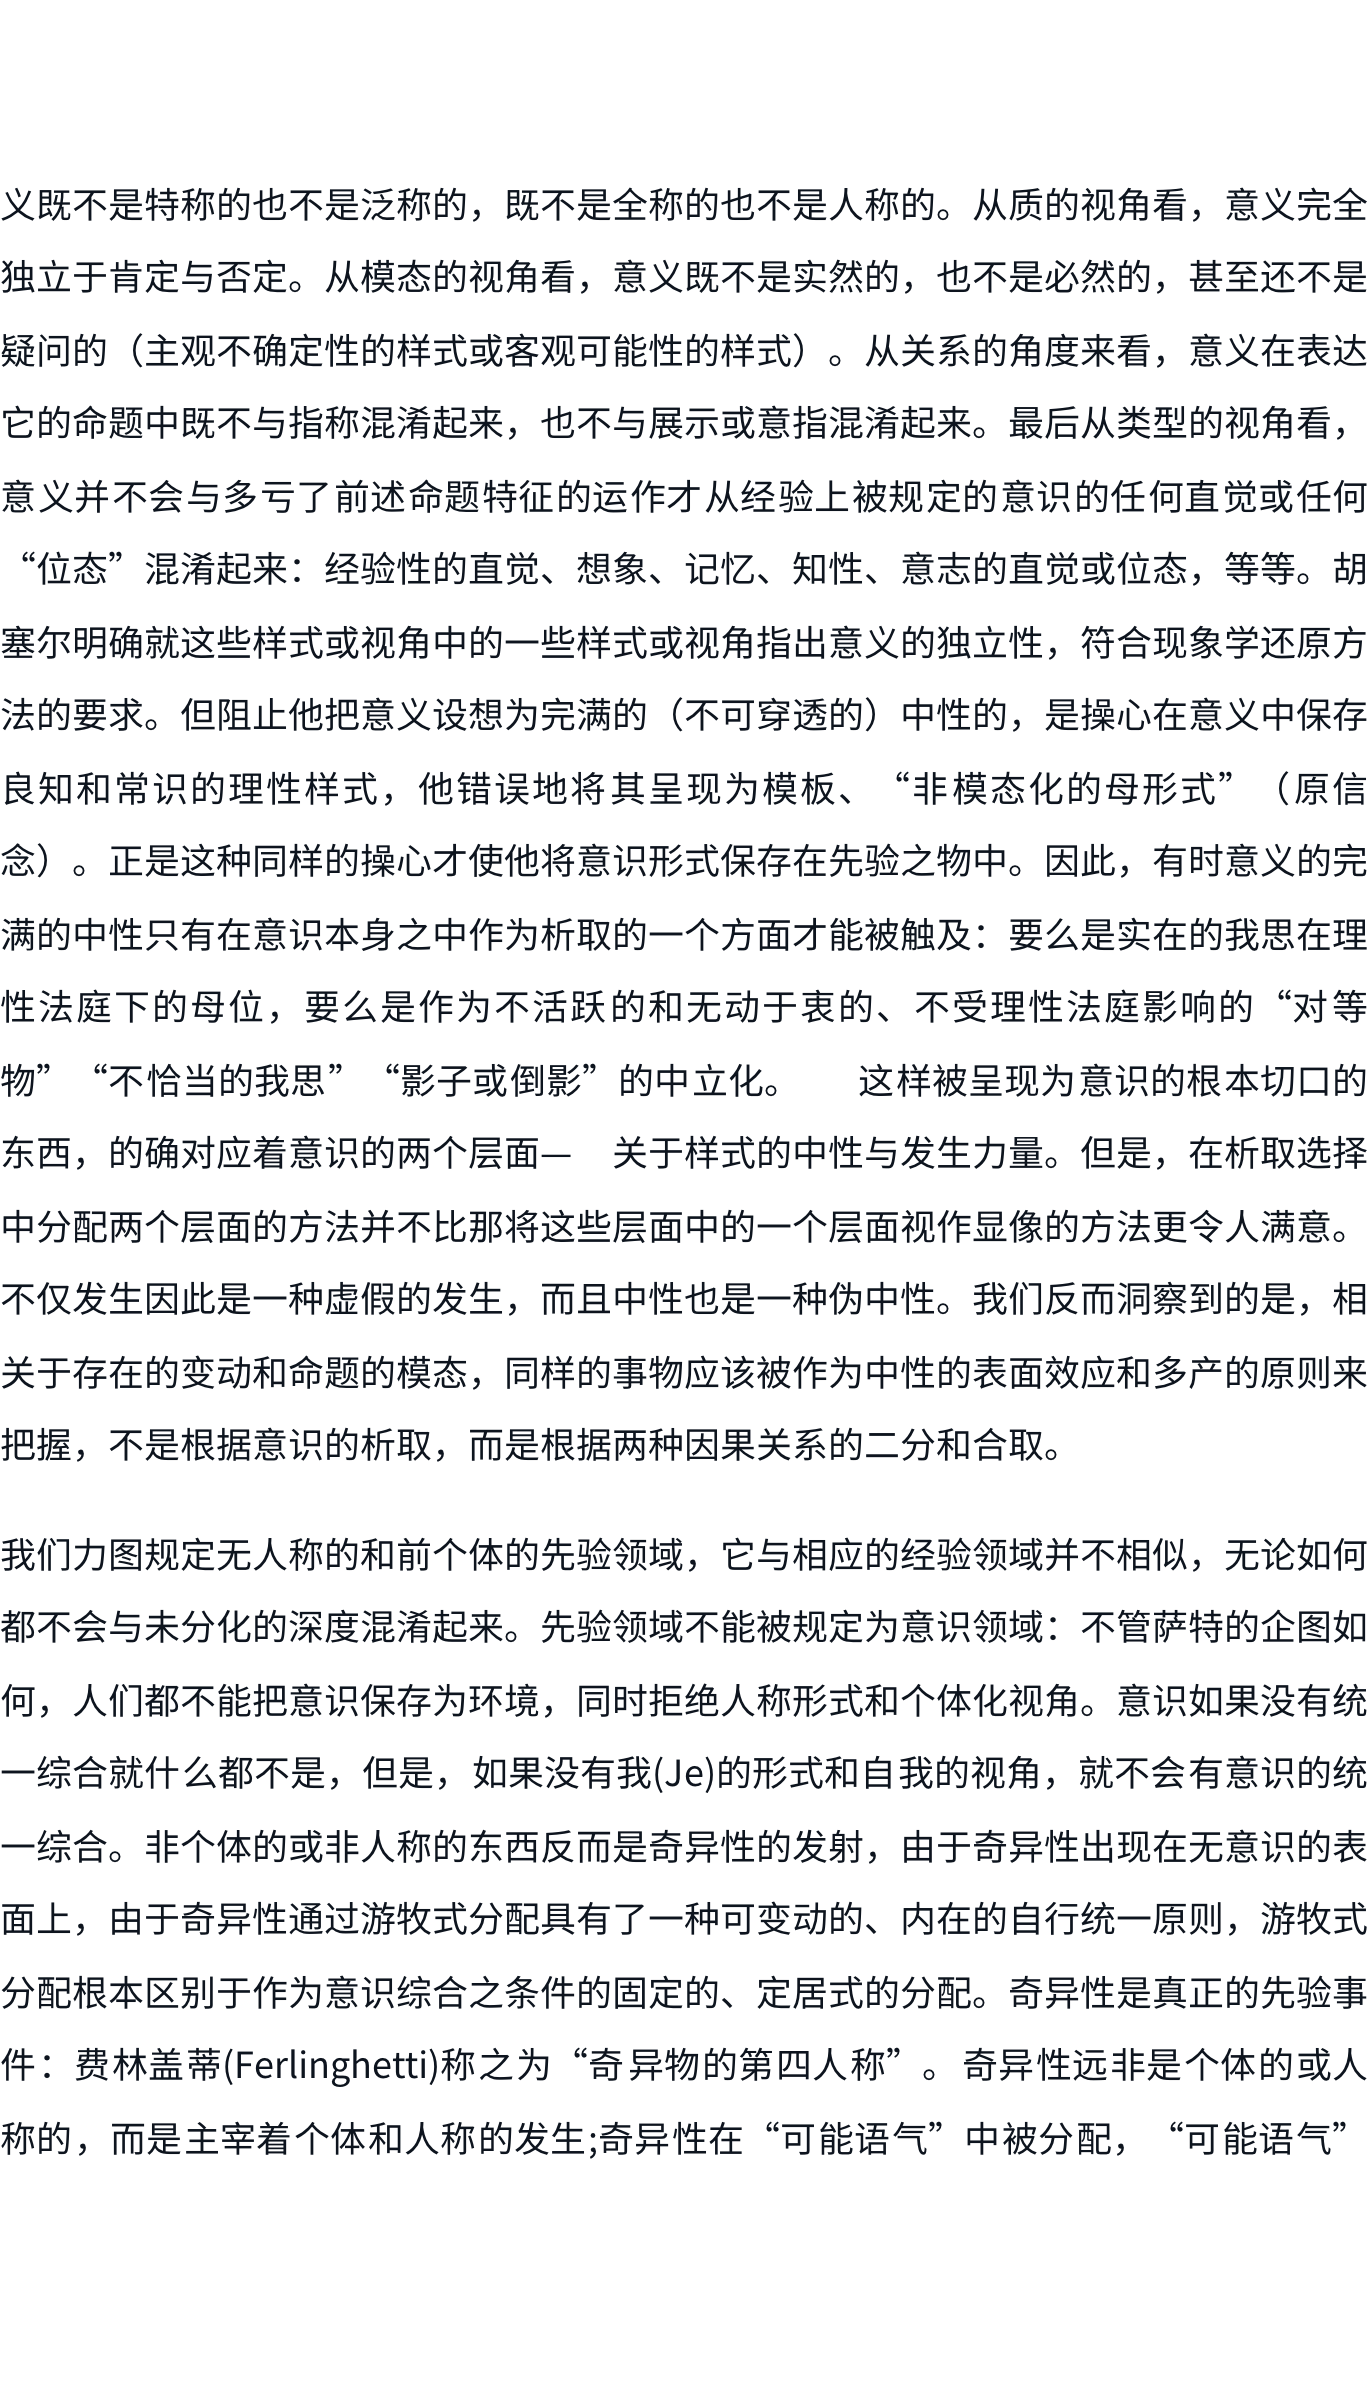 义既不是特称的也不是泛称的，既不是全称的也不是人称的。从质的视角看，意义完全
独立于肯定与否定。从模态的视角看，意义既不是实然的，也不是必然的，甚至还不是
疑问的（主观不确定性的样式或客观可能性的样式）。从关系的角度来看，意义在表达
它的命题中既不与指称混淆起来，也不与展示或意指混淆起来。最后从类型的视角看，
意义并不会与多亏了前述命题特征的运作才从经验上被规定的意识的任何直觉或任何
“位态”混淆起来：经验性的直觉、想象、记忆、知性、意志的直觉或位态，等等。胡
塞尔明确就这些样式或视角中的一些样式或视角指出意义的独立性，符合现象学还原方
法的要求。但阻止他把意义设想为完满的（不可穿透的）中性的，是操心在意义中保存
良知和常识的理性样式，他错误地将其呈现为模板、“非模态化的母形式”（原信
念）。正是这种同样的操心才使他将意识形式保存在先验之物中。因此，有时意义的完
满的中性只有在意识本身之中作为析取的一个方面才能被触及：要么是实在的我思在理
性法庭下的母位，要么是作为不活跃的和无动于衷的、不受理性法庭影响的“对等
物”“不恰当的我思”“影子或倒影”的中立化。　这样被呈现为意识的根本切口的
东西，的确对应着意识的两个层面—　关于样式的中性与发生力量。但是，在析取选择
中分配两个层面的方法并不比那将这些层面中的一个层面视作显像的方法更令人满意。
不仅发生因此是一种虚假的发生，而且中性也是一种伪中性。我们反而洞察到的是，相
关于存在的变动和命题的模态，同样的事物应该被作为中性的表面效应和多产的原则来
把握，不是根据意识的析取，而是根据两种因果关系的二分和合取。
我们力图规定无人称的和前个体的先验领域，它与相应的经验领域并不相似，无论如何
都不会与未分化的深度混淆起来。先验领域不能被规定为意识领域：不管萨特的企图如
何，人们都不能把意识保存为环境，同时拒绝人称形式和个体化视角。意识如果没有统
一综合就什么都不是，但是，如果没有我(Je)的形式和自我的视角，就不会有意识的统
一综合。非个体的或非人称的东西反而是奇异性的发射，由于奇异性出现在无意识的表
面上，由于奇异性通过游牧式分配具有了一种可变动的、内在的自行统一原则，游牧式
分配根本区别于作为意识综合之条件的固定的、定居式的分配。奇异性是真正的先验事
件：费林盖蒂(Ferlinghetti)称之为“奇异物的第四人称”。奇异性远非是个体的或人
称的，而是主宰着个体和人称的发生;奇异性在“可能语气”中被分配，“可能语气”